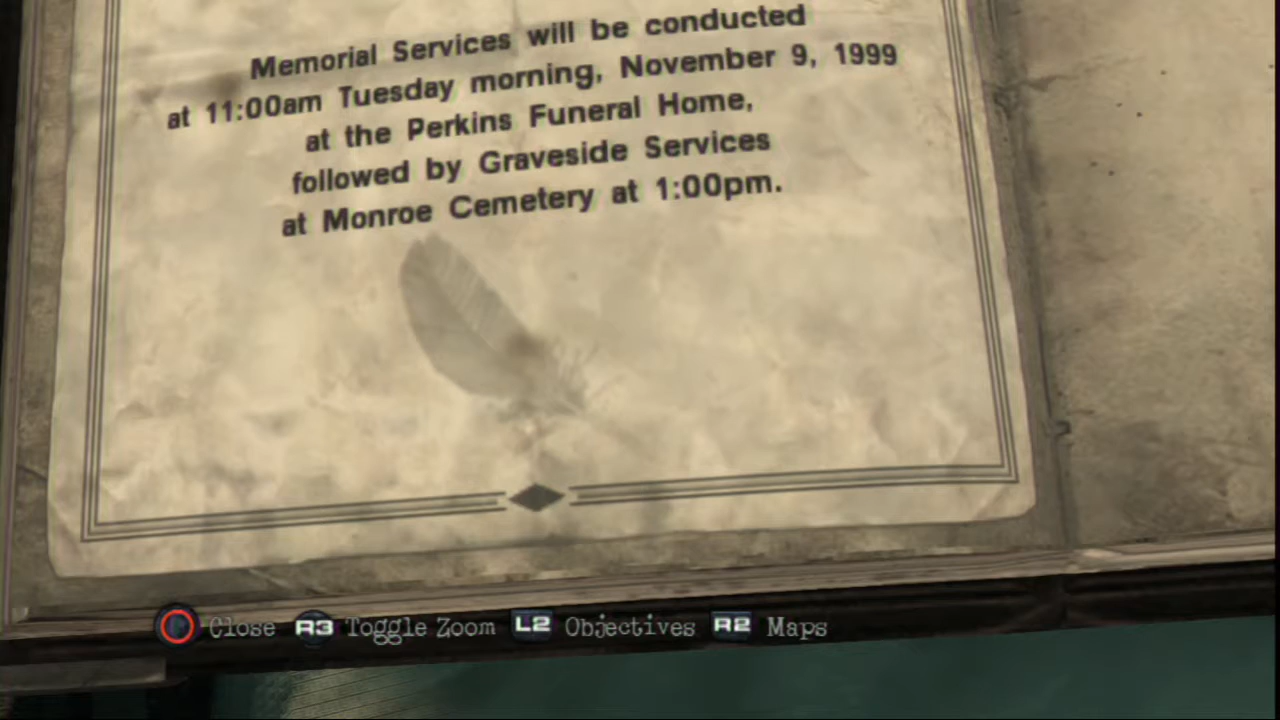 Memorial Services will be conducted
at 11:00am Tuesday morning, November 9, 1999
at the Perkins Funeral Home,
followed by Graveside Services
at Monroe Cemetery at 1:00pm.
Close R3 Toggle Zoom L2 Objectives R2 Maps